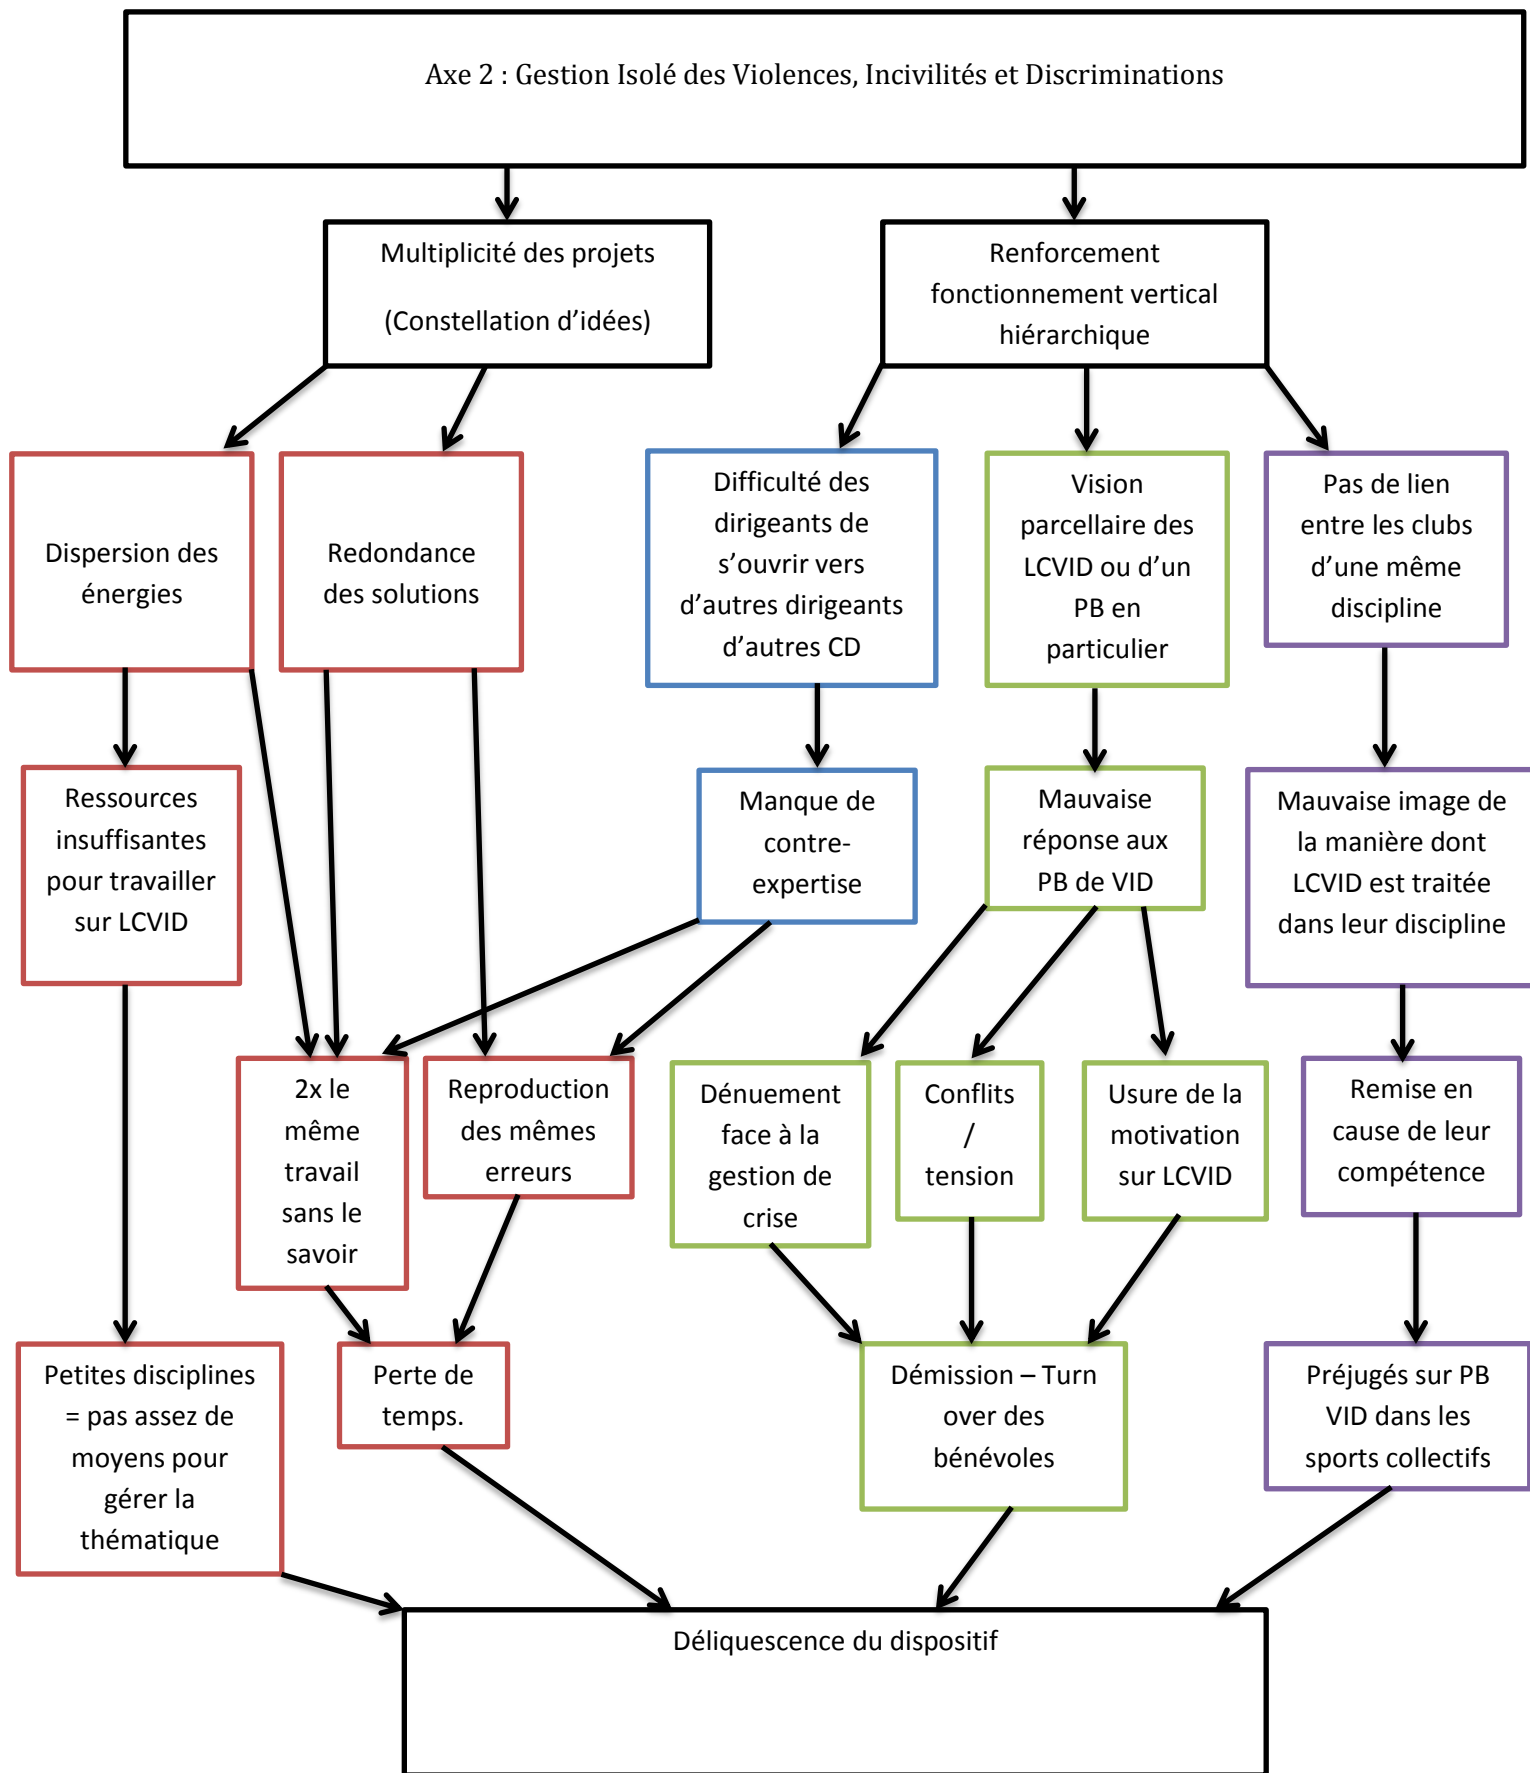 Axe 2 : Gestion Isolé des Violences, Incivilités et Discriminations
Multiplicité des projets
(Constellation d’idées)
Renforcement
fonctionnement vertical
hiérarchique
Dispersion des
énergies
Redondance
des solutions
Difficulté des
dirigeants de
s’ouvrir vers
d’autres dirigeants
d’autres CD
Vision
parcellaire des
LCVID ou d’un
PB en
particulier
Pas de lien
entre les clubs
d’une même
discipline
Ressources
insuffisantes
pour travailler
sur LCVID
Manque de
contre-
expertise
Mauvaise
réponse aux
PB de VID
Mauvaise image de
la manière dont
LCVID est traitée
dans leur discipline
2x le
même
travail
sans le
savoir
Reproduction
des mêmes
erreurs
Dénuement
face à la
gestion de
crise
Conflits
/
tension
Usure de la
motivation
sur LCVID
Remise en
cause de leur
compétence
Petites disciplines
= pas assez de
moyens pour
gérer la
thématique
Perte de
temps.
Démission – Turn
over des
bénévoles
Préjugés sur PB
VID dans les
sports collectifs
Déliquescence du dispositif